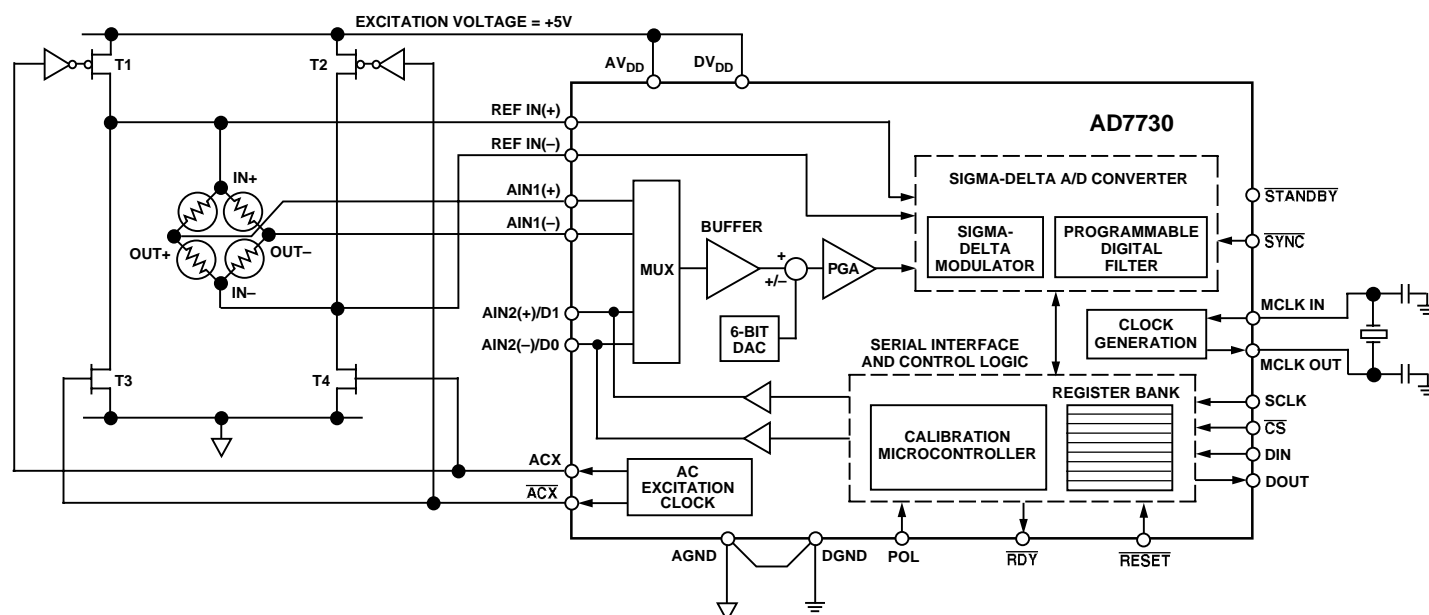 EXCITATION VOLTAGE = +5V
T1
T2
AVDD
DVDD
REF IN(+)
REF IN(–)
AIN1(+)
AIN1(–)
IN+
OUT+
OUT–
IN–
AIN2(+)/D1
AIN2(–)/D0
T3
T4
ACX
ACX
AD7730
MUX
BUFFER
+
+/–
PGA
6-BIT
DAC
SIGMA-DELTA A/D CONVERTER
SIGMA-
DELTA
MODULATOR
PROGRAMMABLE
DIGITAL
FILTER
STANDBY
SYNC
CLOCK
GENERATION
MCLK IN
MCLK OUT
SERIAL INTERFACE
AND CONTROL LOGIC
REGISTER BANK
CALIBRATION
MICROCONTROLLER
SCLK
CS
DIN
DOUT
AC
EXCITATION
CLOCK
AGND
DGND
POL
RDY
RESET